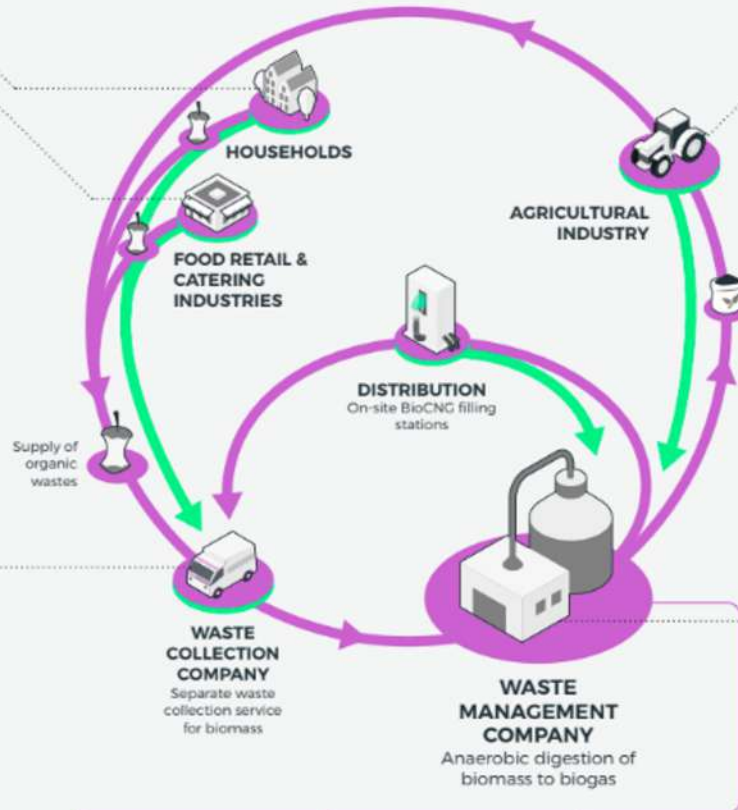 HOUSEHOLDS
AGRICULTURAL
INDUSTRY
FOOD RETAIL &
CATERING
INDUSTRIES
DISTRIBUTION
On-site BioCNG filling
stations
Supply of
organic
wastes
WASTE
COLLECTION
COMPANY
Separate waste
collection service
for biomass
WASTE
MANAGEMENT
COMPANY
Anaerobic digestion of
biomass to biogas